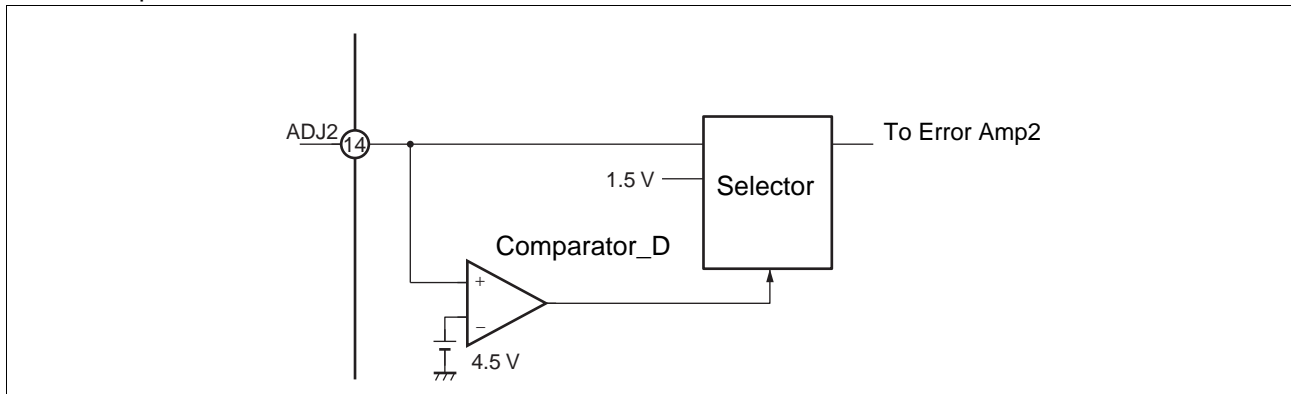 ADJ2
14
To Error Amp2
1.5 V
Selector
Comparator_D
+
−
4.5 V